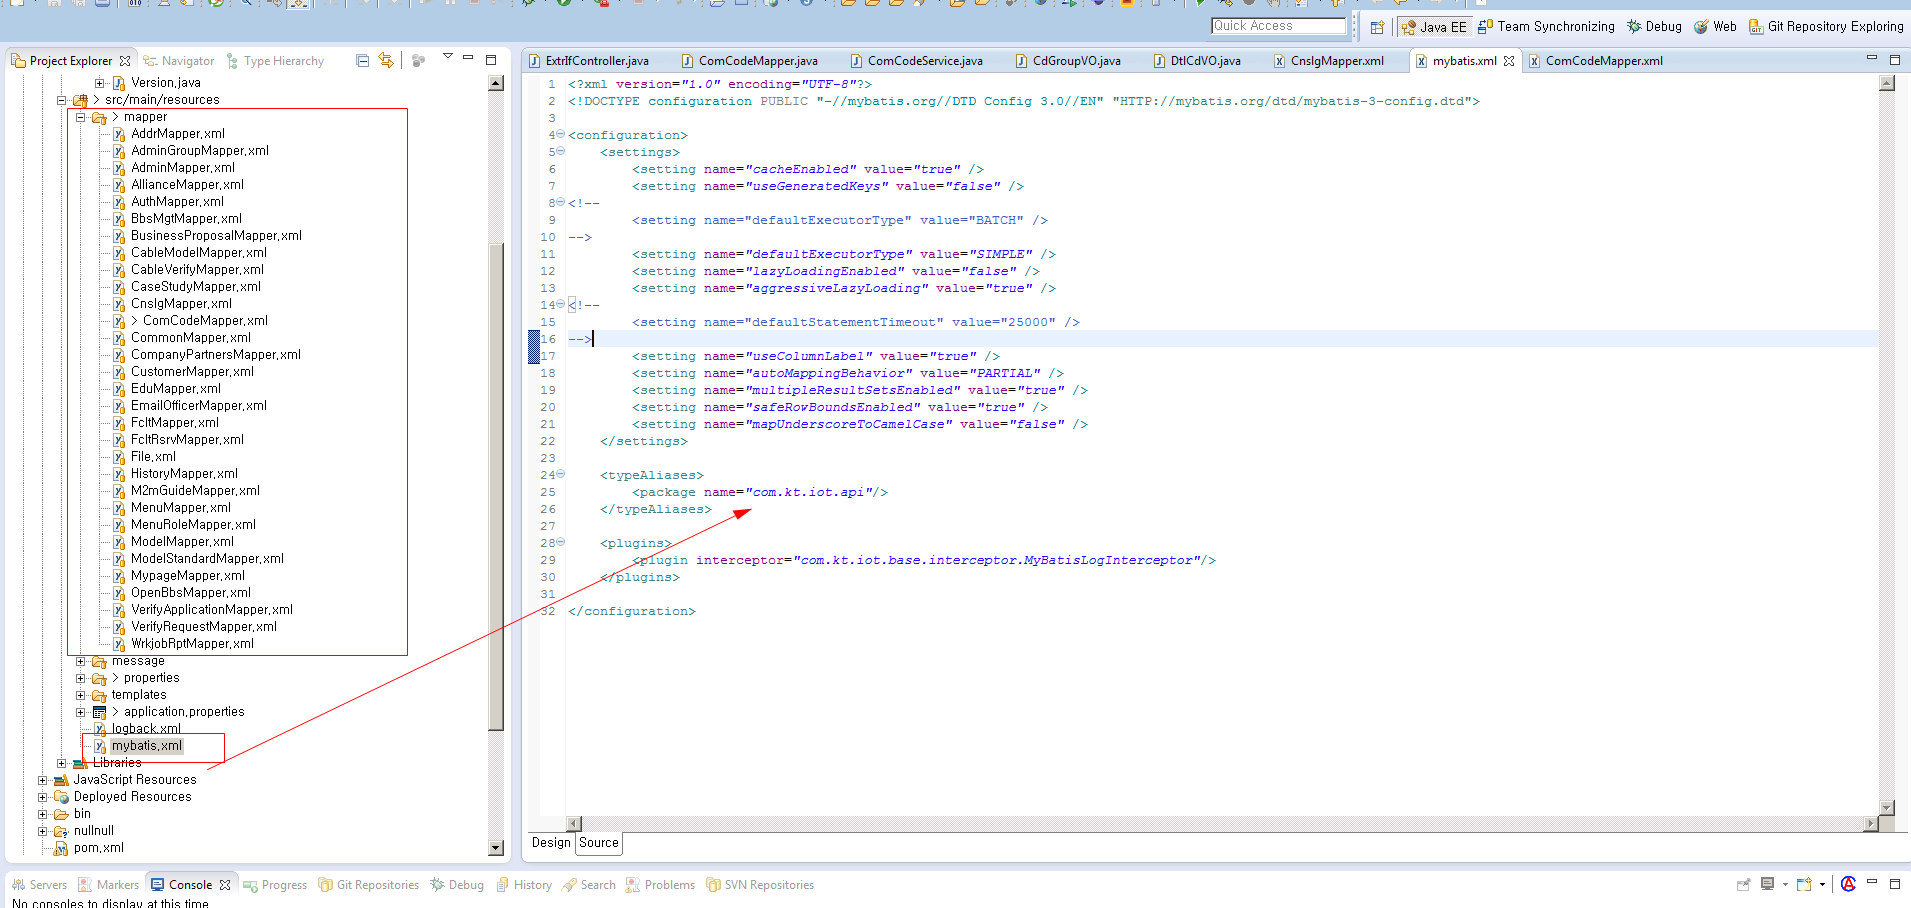 Quick Access
Java EE
Team Synchronizing
Debug
Web
Git Repository Exploring
Project Explorer
Navigator
Type Hierarchy
ExtrIfController.java
ComCodeMapper.java
ComCodeService.java
CdGroupVO.java
DtlCdVO.java
CnsIgMapper.xml
mybatis.xml
ComCodeMapper.xml
Version.java
> src/main/resources
> mapper
AddrMapper.xml
AdminGroupMapper.xml
AdminMapper.xml
AllianceMapper.xml
AuthMapper.xml
BbsMgtMapper.xml
BusinessProposalMapper.xml
CableModelMapper.xml
CableVerifyMapper.xml
CaseStudyMapper.xml
CnsIgMapper.xml
> ComCodeMapper.xml
CommonMapper.xml
CompanyPartnersMapper.xml
CustomerMapper.xml
EduMapper.xml
EmailOfficerMapper.xml
FcltMapper.xml
FcltRsrvMapper.xml
File.xml
HistoryMapper.xml
M2mGuideMapper.xml
MenuMapper.xml
MenuRoleMapper.xml
ModelMapper.xml
ModelStandardMapper.xml
MypageMapper.xml
OpenBbsMapper.xml
VerifyApplicationMapper.xml
VerifyRequestMapper.xml
WrkjobRptMapper.xml
message
> properties
templates
> application.properties
logback.xml
mybatis.xml
Libraries
JavaScript Resources
Deployed Resources
bin
nullnull
pom.xml
1 <?xml version="1.0" encoding="UTF-8"?>
2 <!DOCTYPE configuration PUBLIC "-//mybatis.org//DTD Config 3.0//EN" "HTTP://mybatis.org/dtd/mybatis-3-config.dtd">
3
4 <configuration>
5 <settings>
6 <setting name="cacheEnabled" value="true" />
7 <setting name="useGeneratedKeys" value="false" />
8 <!--
9 <setting name="defaultExecutorType" value="BATCH" />
10 -->
11 <setting name="defaultExecutorType" value="SIMPLE" />
12 <setting name="lazyLoadingEnabled" value="false" />
13 <setting name="aggressiveLazyLoading" value="true" />
14 <!--
15 <setting name="defaultStatementTimeout" value="25000" />
16 -->
17 <setting name="useColumnLabel" value="true" />
18 <setting name="autoMappingBehavior" value="PARTIAL" />
19 <setting name="multipleResultSetsEnabled" value="true" />
20 <setting name="safeRowBoundsEnabled" value="true" />
21 <setting name="mapUnderscoreToCamelCase" value="false" />
22 </settings>
23
24 <typeAliases>
25 <package name="com.kt.iot.api"/>
26 </typeAliases>
27
28 <plugins>
29 <plugin interceptor="com.kt.iot.base.interceptor.MyBatisLogInterceptor"/>
30 </plugins>
31
32 </configuration>
Design
Source
Servers
Markers
Console
Progress
Git Repositories
Debug
History
Search
Problems
SVN Repositories
No consoles to display at this time.